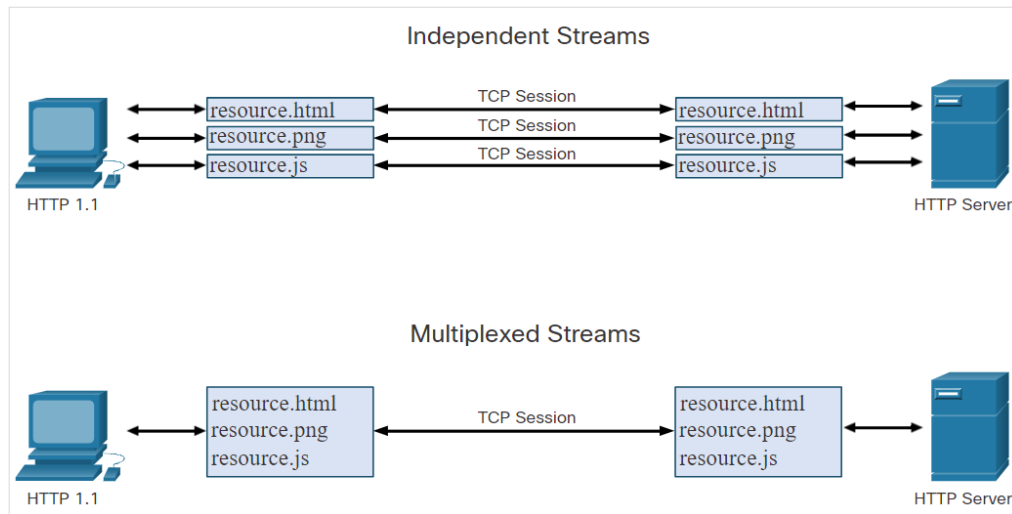 Independent Streams
TCP Session
resource.html
resource.html
TCP Session
resource.png
resource.png
TCP Session
resource.js
resource.js
HTTP 1.1
HTTP Server
Multiplexed Streams
resource.html
resource.html
TCP Session
resource.png
resource.png
resource.js
resource.js
HTTP 1.1
HTTP Server